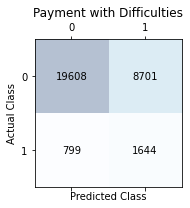 Payment with Difficulties
0 1
Actual Class
0 19608 8701
1 799 1644
Predicted Class